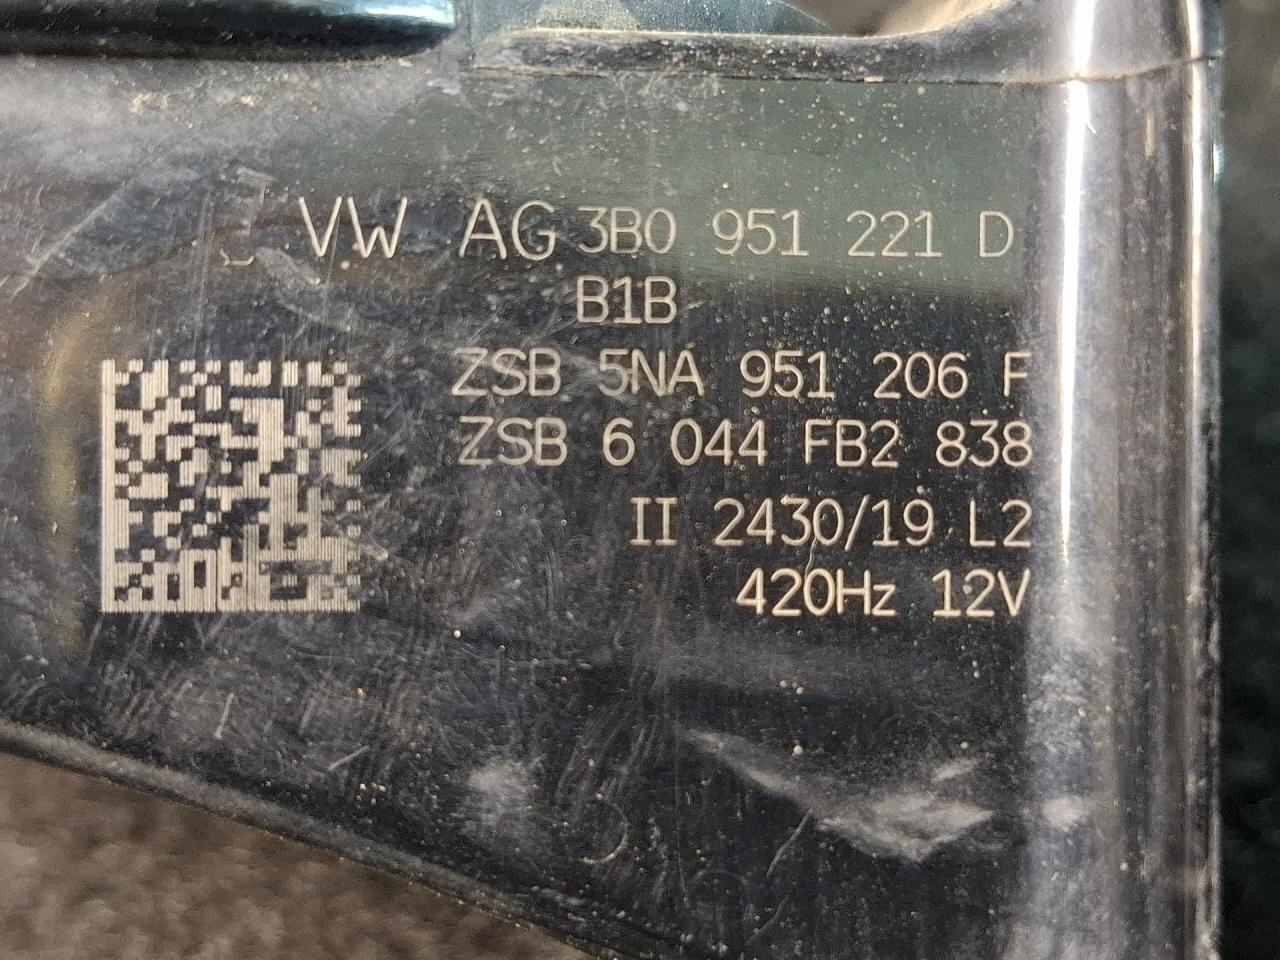 VW AG 3B0 951 221 D
B1B
ZSB 5NA 951 206 F
ZSB 6 044 FB2 838
II 2430/19 L2
420Hz 12V